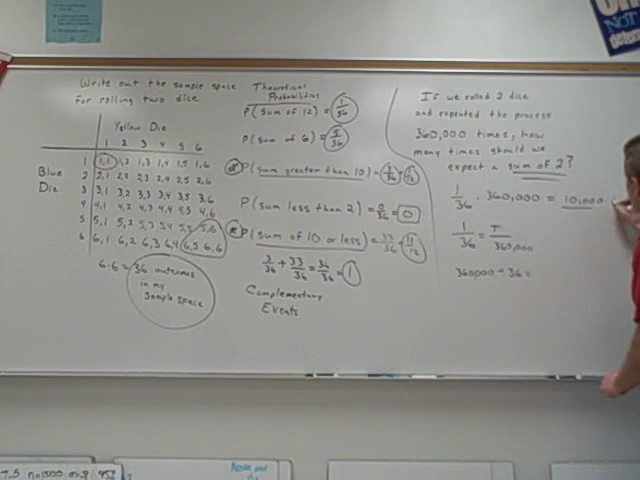 Write out the sample space
for rolling two dice.
Yellow Die
1 2 3 4 5 6
Blue
Die
1 1,1 1,2 1,3 1,4 1,5 1,6
2 2,1 2,2 2,3 2,4 2,5 2,6
3 3,1 3,2 3,3 3,4 3,5 3,6
4 4,1 4,2 4,3 4,4 4,5 4,6
5 5,1 5,2 5,3 5,4 5,5 5,6
6 6,1 6,2 6,3 6,4 6,5 6,6
6·6 = 36 outcomes
in my
sample space
Theoretical
Probabilities
P(sum of 12) = 1/36
P(sum of 6) = 5/36
P(sum greater than 10) =
P(sum less than 2) = 0/36 = 0
P(sum of 10 or less) = 33/36 = 11/12
3/36 + 33/36 = 36/36 = 1
Complementary
Events
If we rolled 2 dice
and repeated the process
360,000 times, how
many times should we
expect a sum of 2?
1/36 · 360,000 = 10,000
1/36 = T/360,000
360,000 ÷ 36 =
NOT